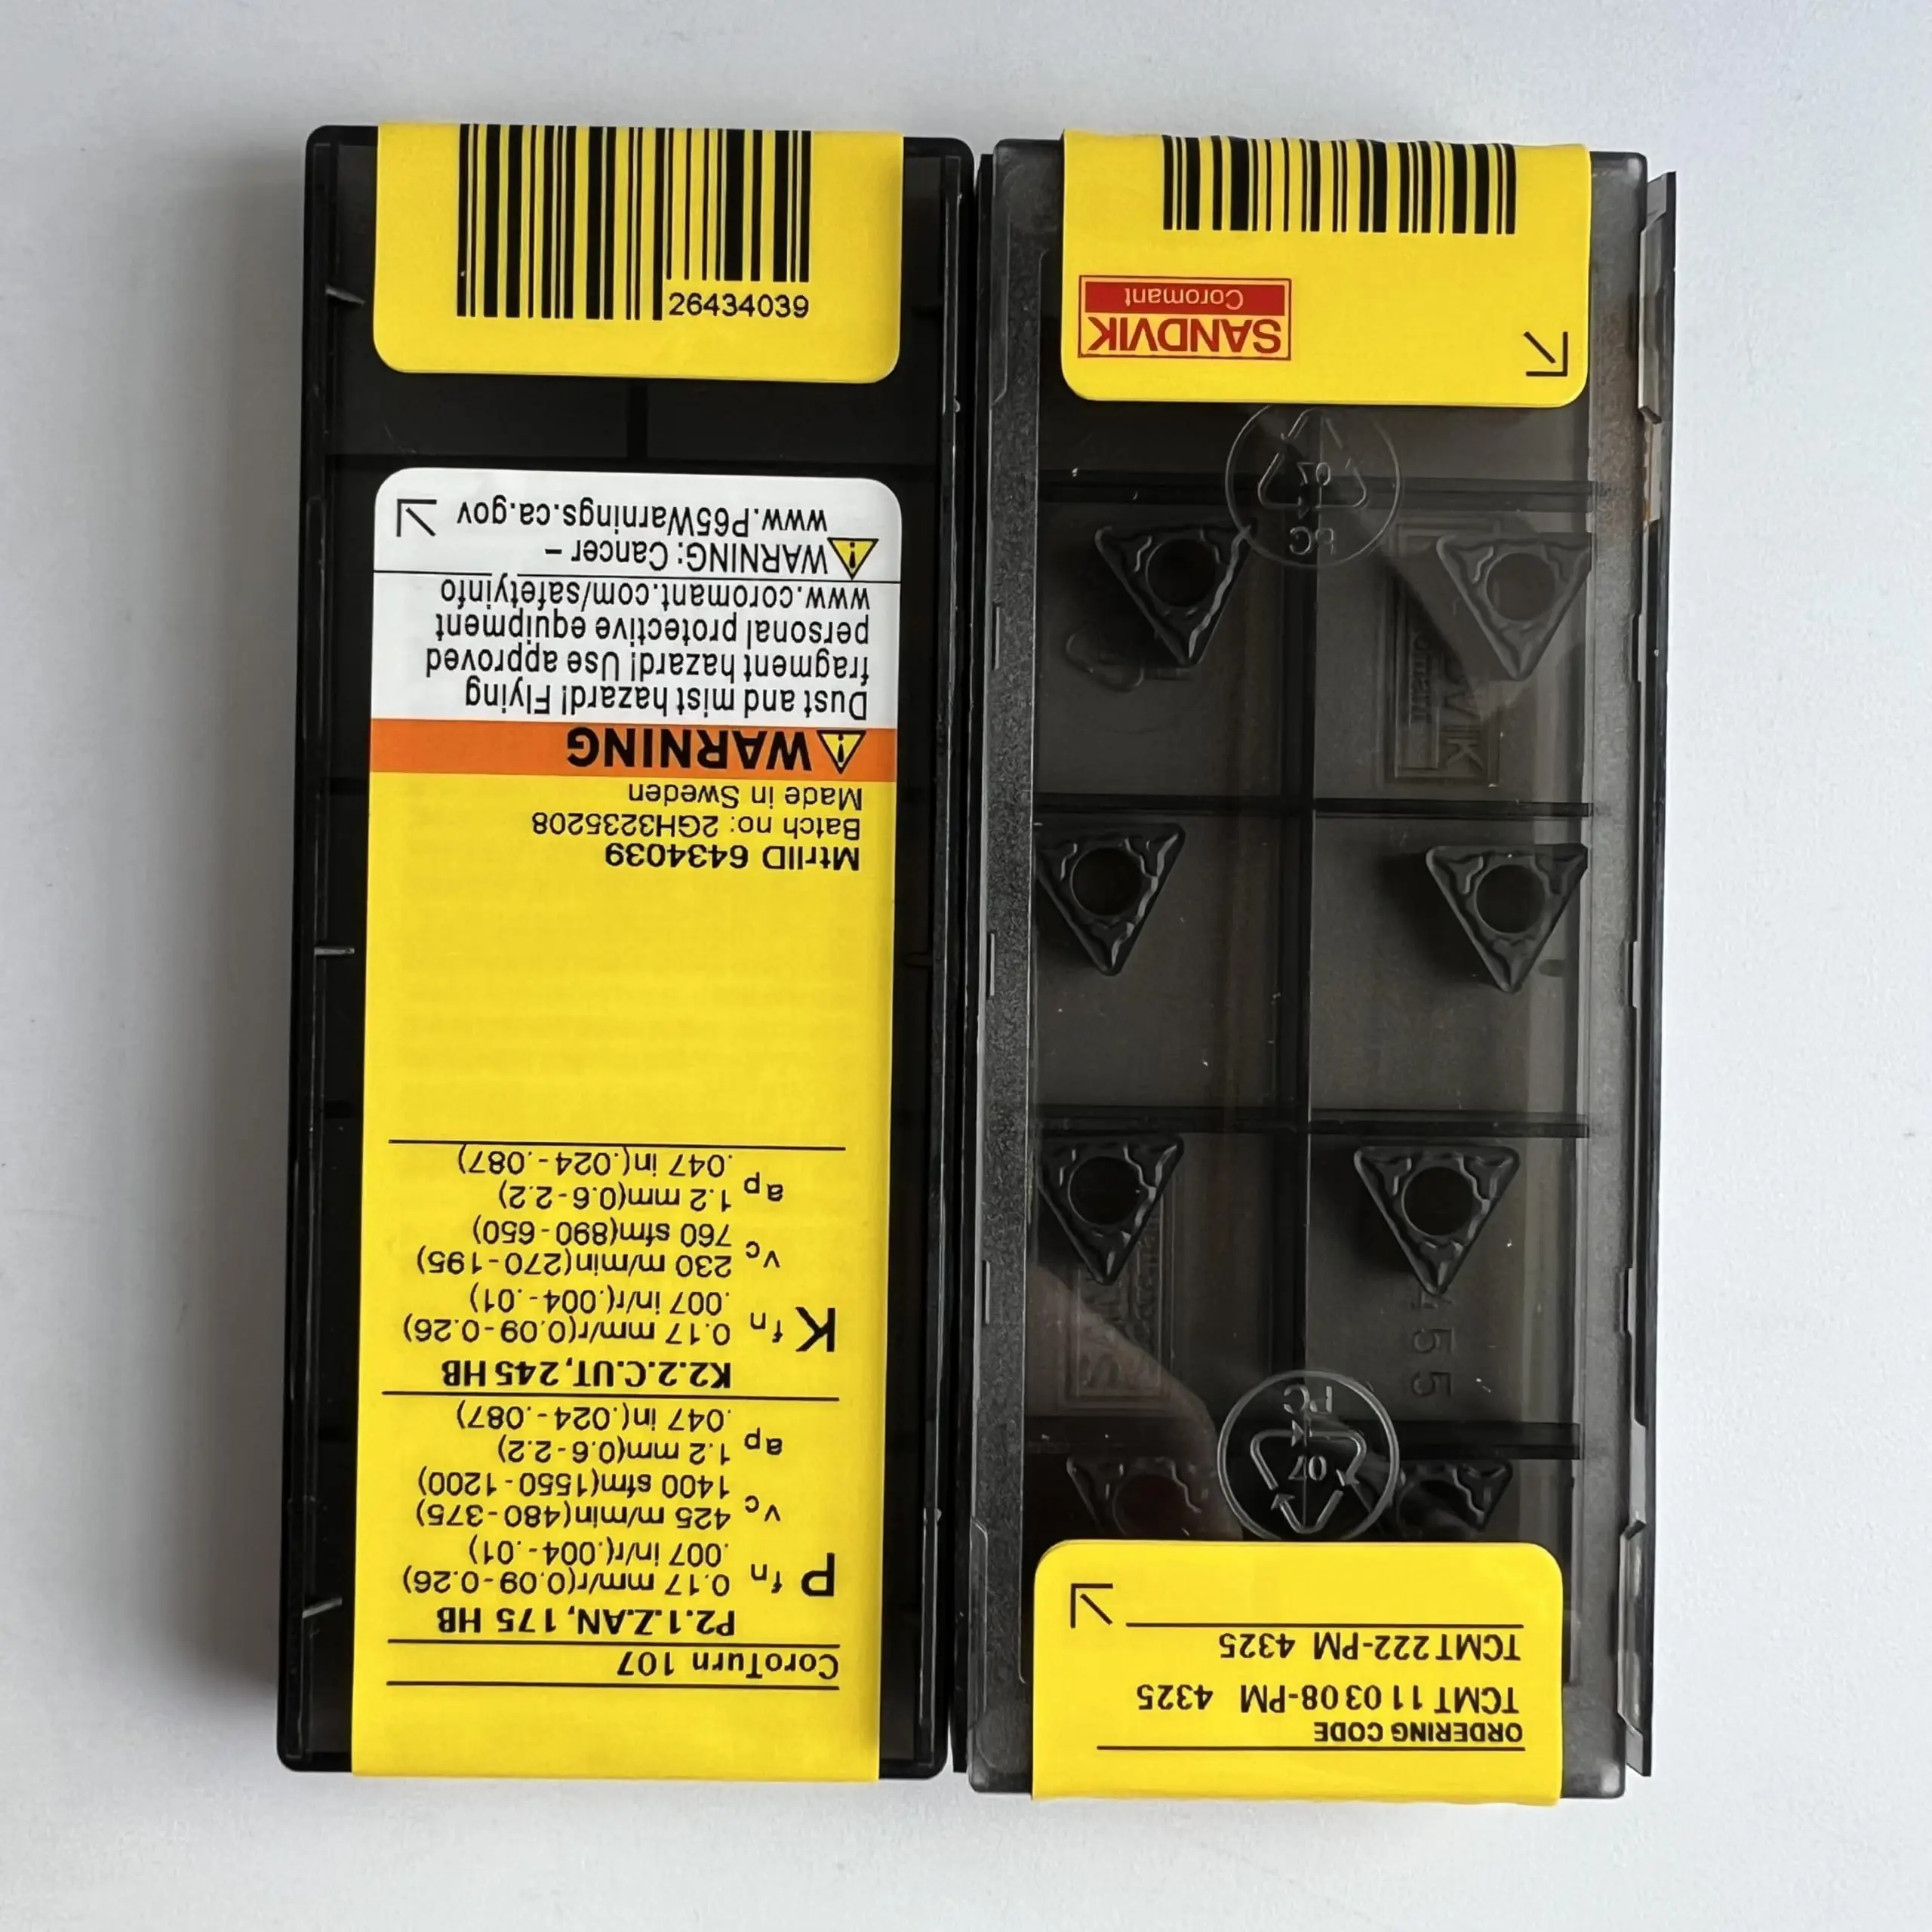 26434039
CoroTurn 107
P2.1.Z.AN, 175 HB
P fn 0.17 mm/r(0.09-0.26)
.007 in/r(.004-.01)
vc 425 m/min(480-375)
1400 sfm(1550-1200)
ap 1.2 mm(0.6-2.2)
.047 in(.024-.087)
K2.2.C.UT, 245 HB
K fn 0.17 mm/r(0.09-0.26)
.007 in/r(.004-.01)
vc 230 m/min(270-195)
760 sfm(890-650)
ap 1.2 mm(0.6-2.2)
.047 in(.024-.087)
MtrlID 6434039
Batch no: 2GH3235208
Made in Sweden
WARNING
Dust and mist hazard! Flying
fragment hazard! Use approved
personal protective equipment
www.coromant.com/safetyinfo
WARNING: Cancer –
www.P65Warnings.ca.gov
ORDERING CODE
TCMT 11 03 08-PM 4325
TCMT 222-PM 4325
07
PC
07
PC
SANDVIK
Coromant